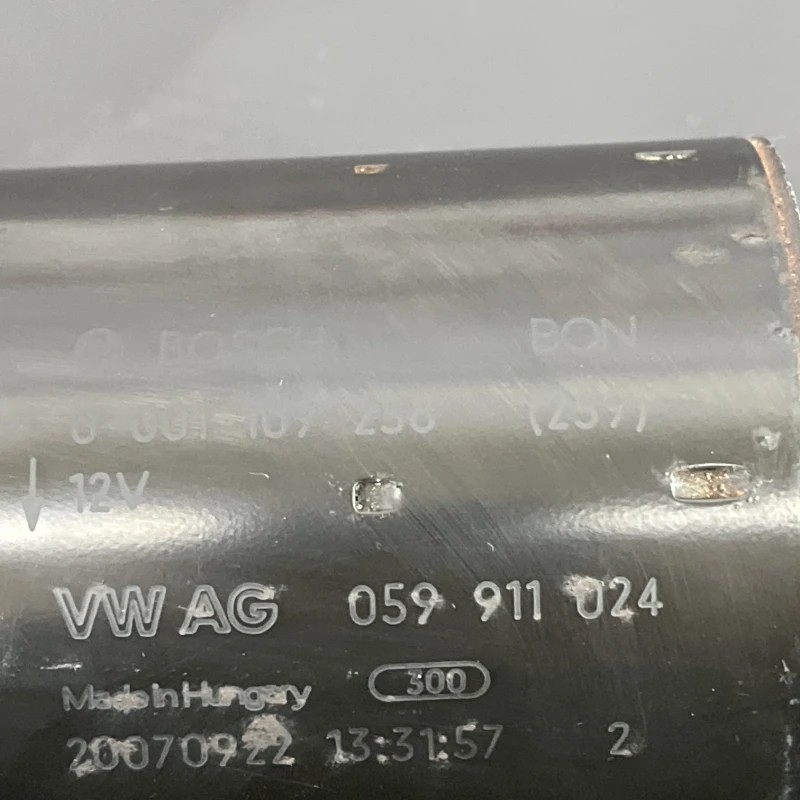 BOSCH BON
0 001 109 258 (259)
12V
VW AG 059 911 024
Made in Hungary 300
20070922 13:31:57 2